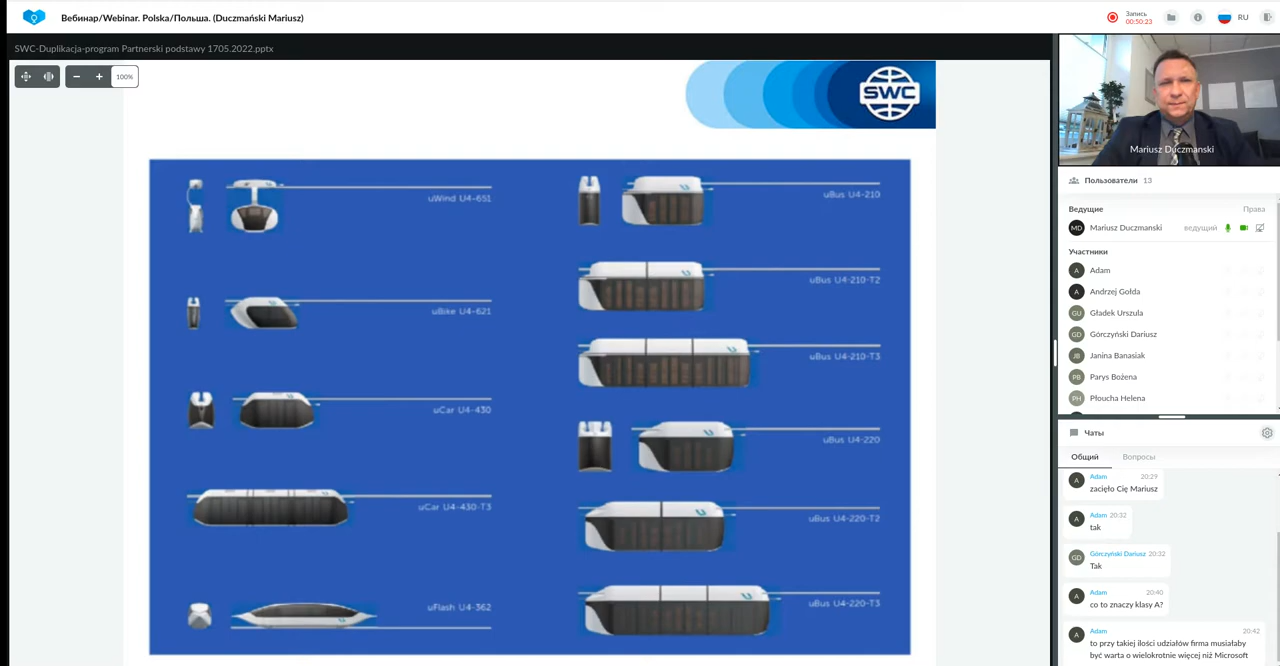 Вебинар/Webinar. Polska/Польша. (Duczmański Mariusz)
Запись
00:50:23
RU
SWC-Duplikacja-program Partnerski podstawy 1705.2022.pptx
100%
SWC
uWind U4-651
uBike U4-621
uCar U4-430
uCar U4-430-T3
uFlash U4-362
uBus U4-210
uBus U4-210-T2
uBus U4-210-T3
uBus U4-220
uBus U4-220-T2
uBus U4-220-T3
Mariusz Duczmanski
Пользователи 13
Ведущие Права
MD Mariusz Duczmanski ведущий
Участники
A Adam
A Andrzej Gołda
GU Gładek Urszula
GD Górczyński Dariusz
JB Janina Banasiak
PB Parys Bożena
PH Płoucha Helena
Чаты
Общий Вопросы
A Adam 20:29
zacięło Cię Mariusz
A Adam 20:32
tak
GD Górczyński Dariusz 20:32
Tak
A Adam 20:40
co to znaczy klasy A?
A Adam 20:42
to przy takiej ilości udziałów firma musiałaby
być warta o wielokrotnie więcej niż Microsoft